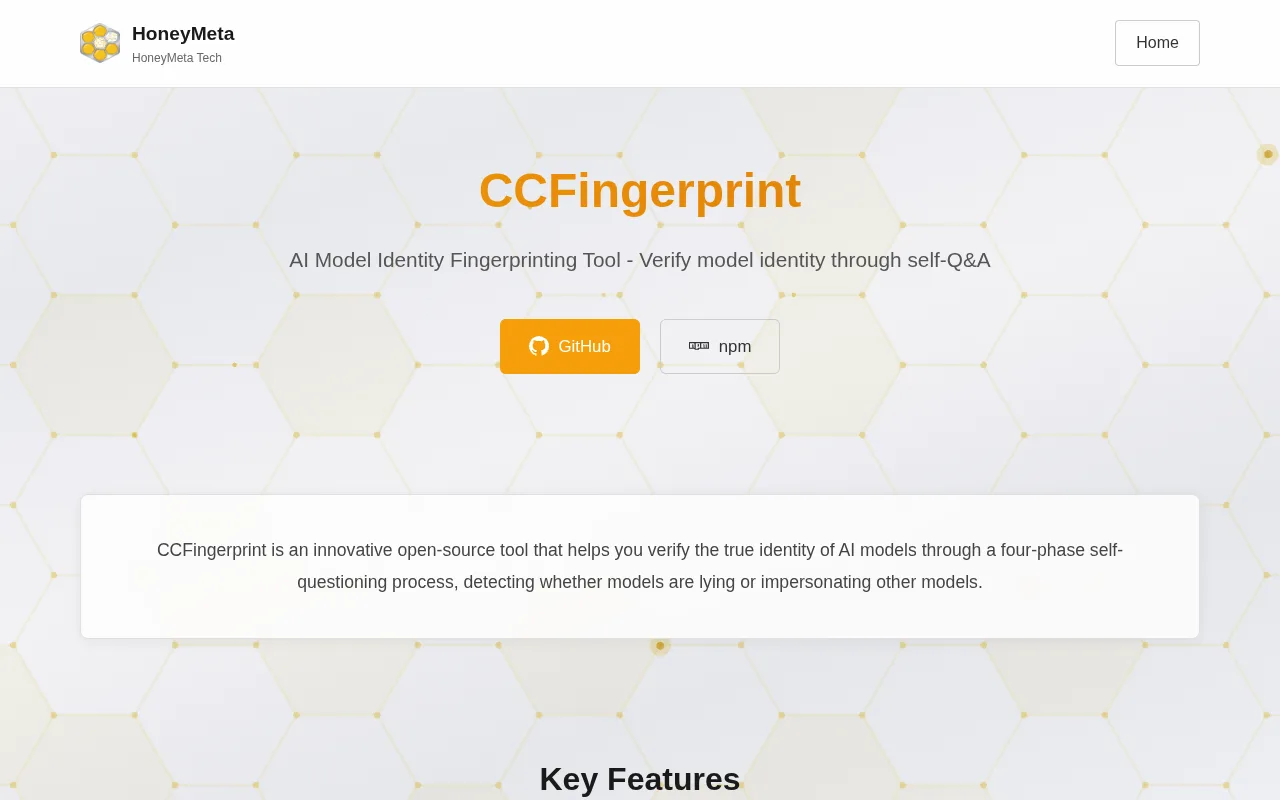 HoneyMeta
HoneyMeta Tech
Home
CCFingerprint
AI Model Identity Fingerprinting Tool - Verify model identity through self-Q&A
GitHub
npm
CCFingerprint is an innovative open-source tool that helps you verify the true identity of AI models through a four-phase self-
questioning process, detecting whether models are lying or impersonating other models.
Key Features